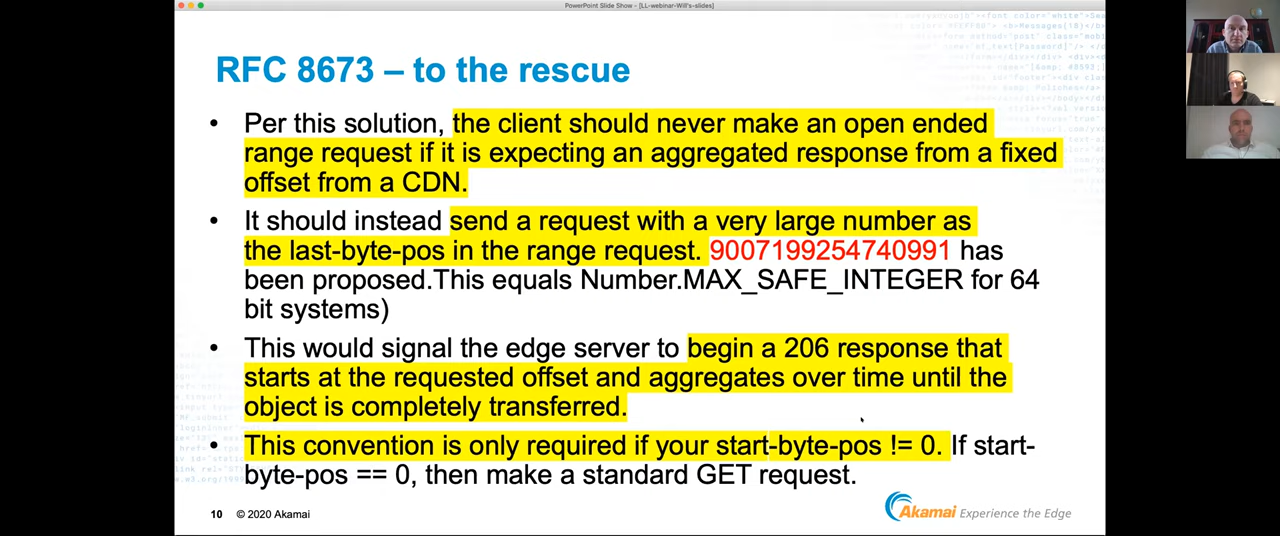 PowerPoint Slide Show - [LL-webinar-Will's-slides]
RFC 8673 – to the rescue
• Per this solution, the client should never make an open ended
range request if it is expecting an aggregated response from a fixed
offset from a CDN.
• It should instead send a request with a very large number as
the last-byte-pos in the range request. 9007199254740991 has
been proposed.This equals Number.MAX_SAFE_INTEGER for 64
bit systems)
• This would signal the edge server to begin a 206 response that
starts at the requested offset and aggregates over time until the
object is completely transferred.
• This convention is only required if your start-byte-pos != 0. If start-
byte-pos == 0, then make a standard GET request.
10 © 2020 Akamai
Akamai Experience the Edge